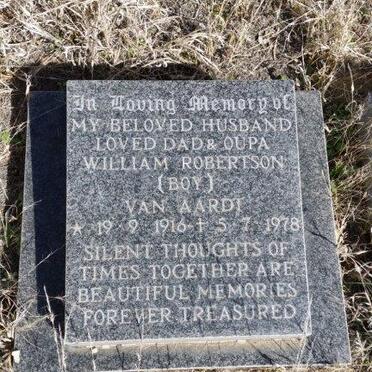 In Loving Memory of
MY BELOVED HUSBAND
LOVED DAD & OUPA
WILLIAM ROBERTSON
(BOY)
VAN AARDT
★ 19 . 9 . 1916 ✝ 5 . 7 . 1978
SILENT THOUGHTS OF
TIMES TOGETHER ARE
BEAUTIFUL MEMORIES
FOREVER TREASURED